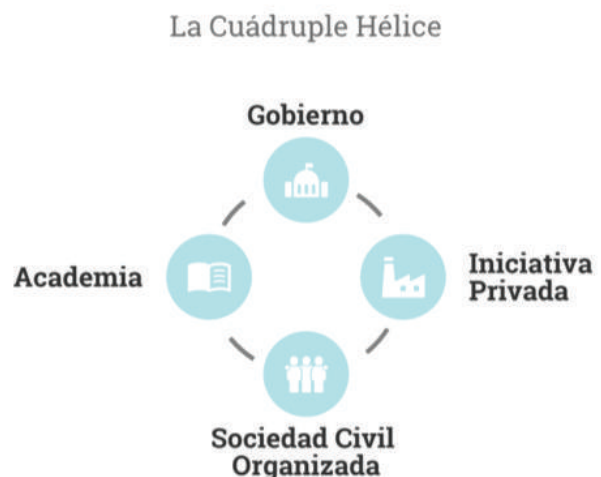 La Cuádruple Hélice
Gobierno
Academia
Iniciativa
Privada
Sociedad Civil
Organizada